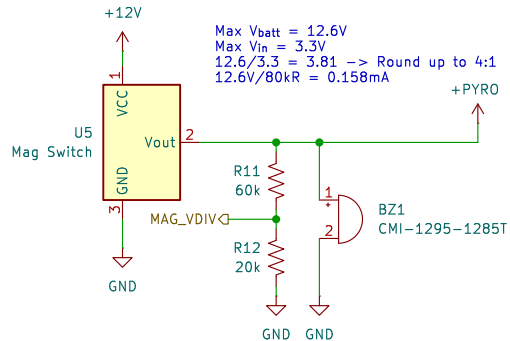 +12V
Max Vbatt = 12.6V
Max Vin = 3.3V
12.6/3.3 = 3.81 -> Round up to 4:1
12.6V/80kR = 0.158mA
+PYRO
1
VCC
U5
Mag Switch
Vout
2
GND
3
GND
R11
60k
MAG_VDIV
R12
20k
GND
1
+
2
BZ1
CMI-1295-1285T
GND